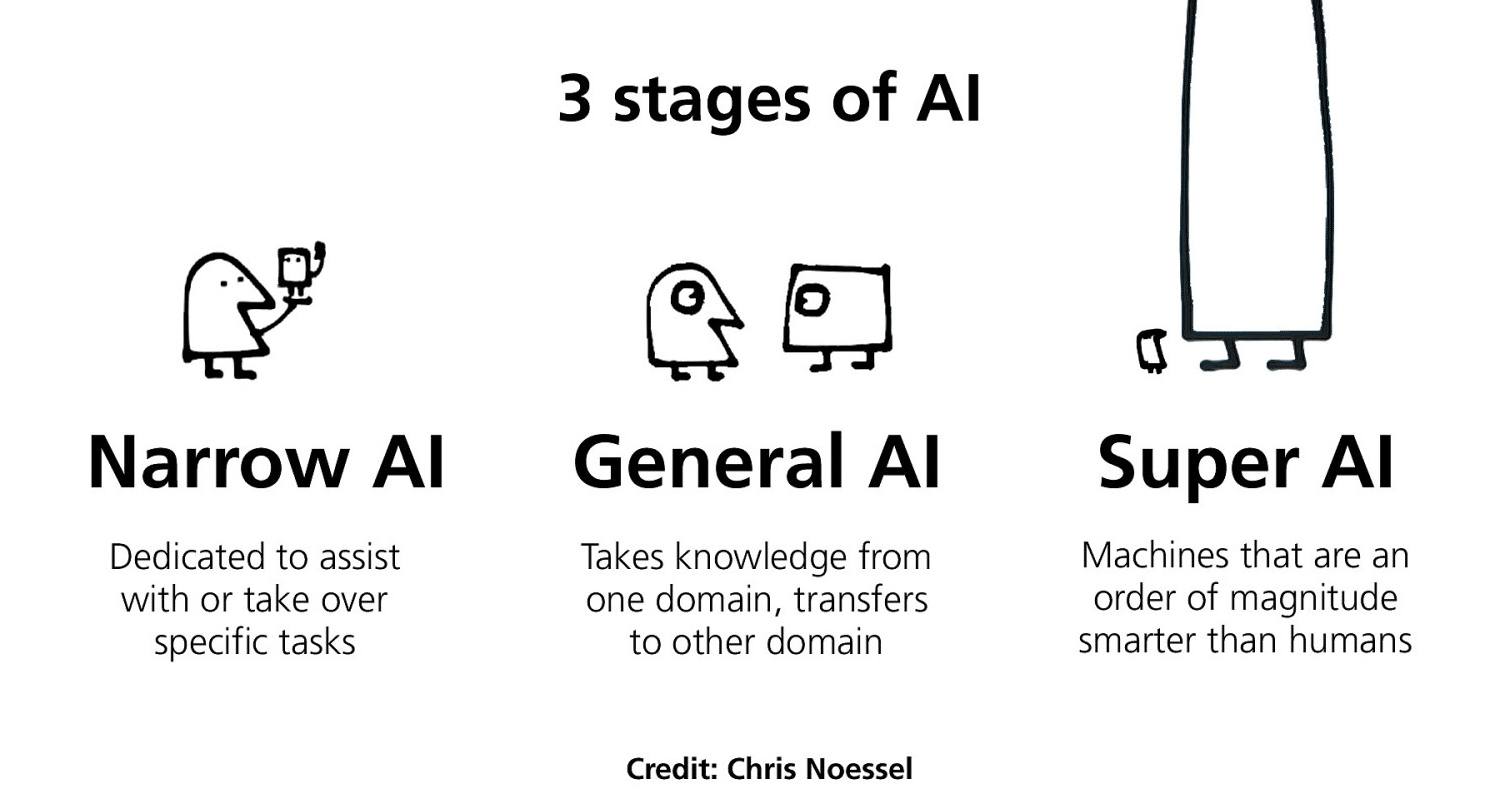 3 stages of AI
Narrow AI
Dedicated to assist
with or take over
specific tasks
General AI
Takes knowledge from
one domain, transfers
to other domain
Super AI
Machines that are an
order of magnitude
smarter than humans
Credit: Chris Noessel